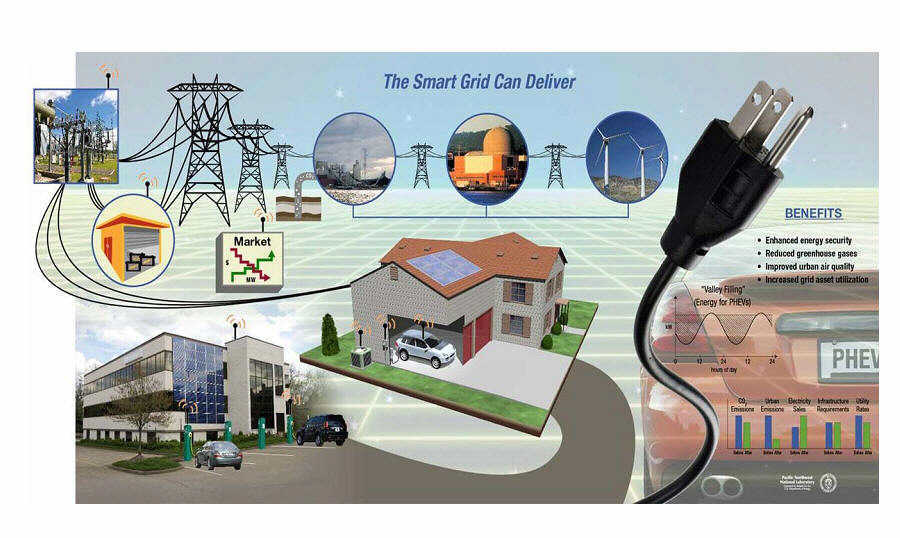 The Smart Grid Can Deliver
Market
$
MW
BENEFITS
• Enhanced energy security
• Reduced greenhouse gases
• Improved urban air quality
• Increased grid asset utilization
"Valley Filling"
(Energy for PHEVs)
kW
0 12 24 12 24
hours of day
PHEV
CO2 Urban Electricity Infrastructure Utility
Emissions Emissions Sales Requirements Rates
Before After Before After Before After Before After Before After
Pacific Northwest
National Laboratory